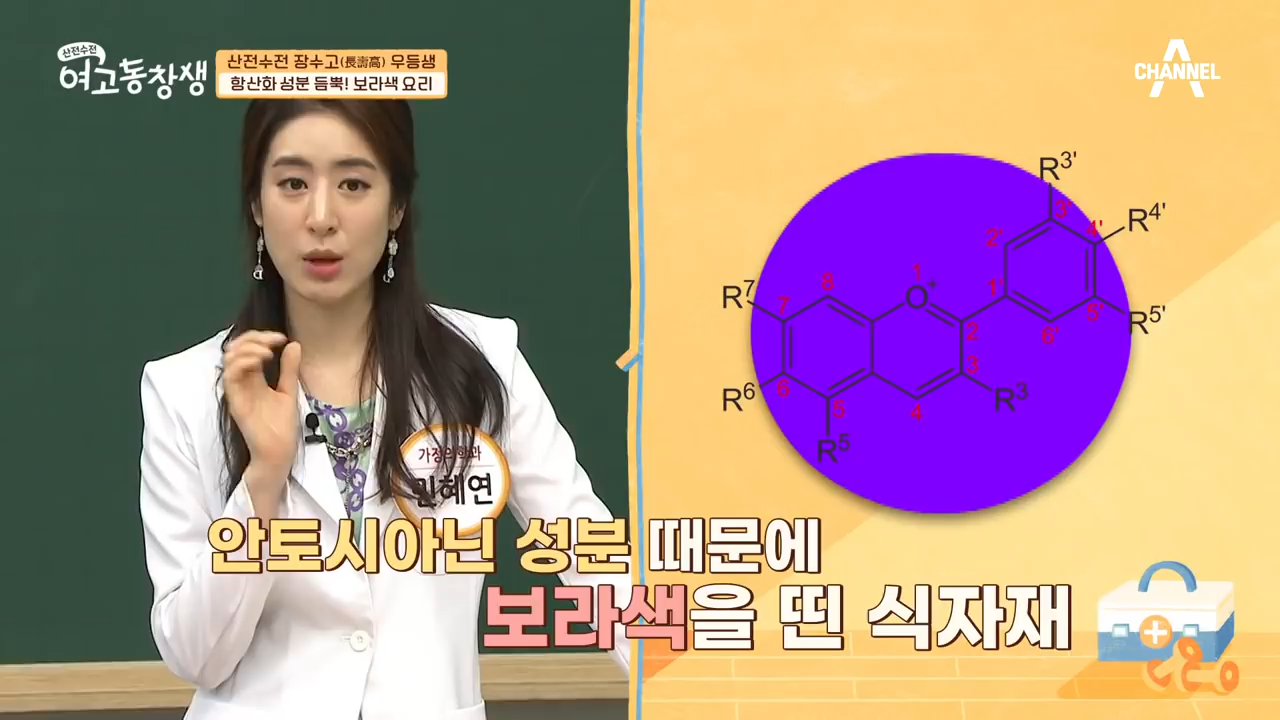 산전수전
여고동창생
산전수전 장수고(長壽高) 우등생
항산화 성분 듬뿍! 보라색 요리
CHANNEL A
R3'
3'
R4'
4'
2'
1
8
O+
1'
R7
7
5'
R5'
2
6'
3
6
R6
5
4
R3
R5
가정의학과
민혜연
안토시아닌 성분 때문에
보라색을 띤 식자재